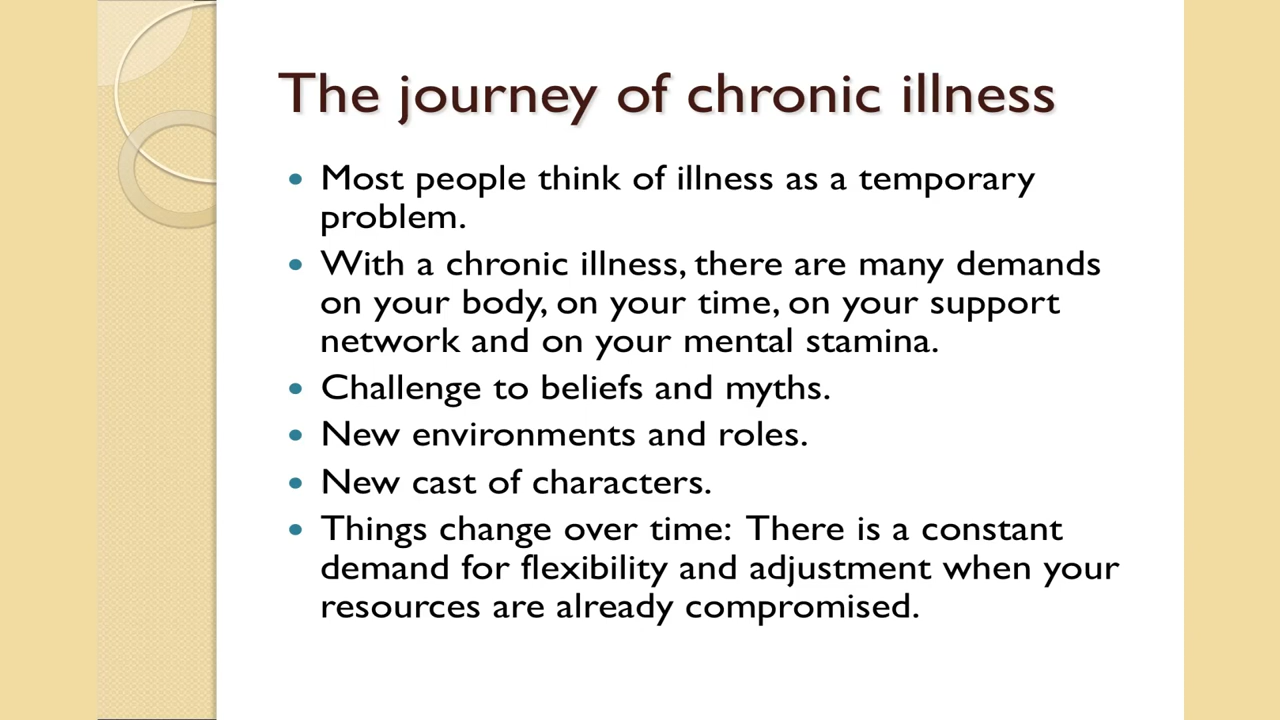 The journey of chronic illness
• Most people think of illness as a temporary
problem.
• With a chronic illness, there are many demands
on your body, on your time, on your support
network and on your mental stamina.
• Challenge to beliefs and myths.
• New environments and roles.
• New cast of characters.
• Things change over time: There is a constant
demand for flexibility and adjustment when your
resources are already compromised.